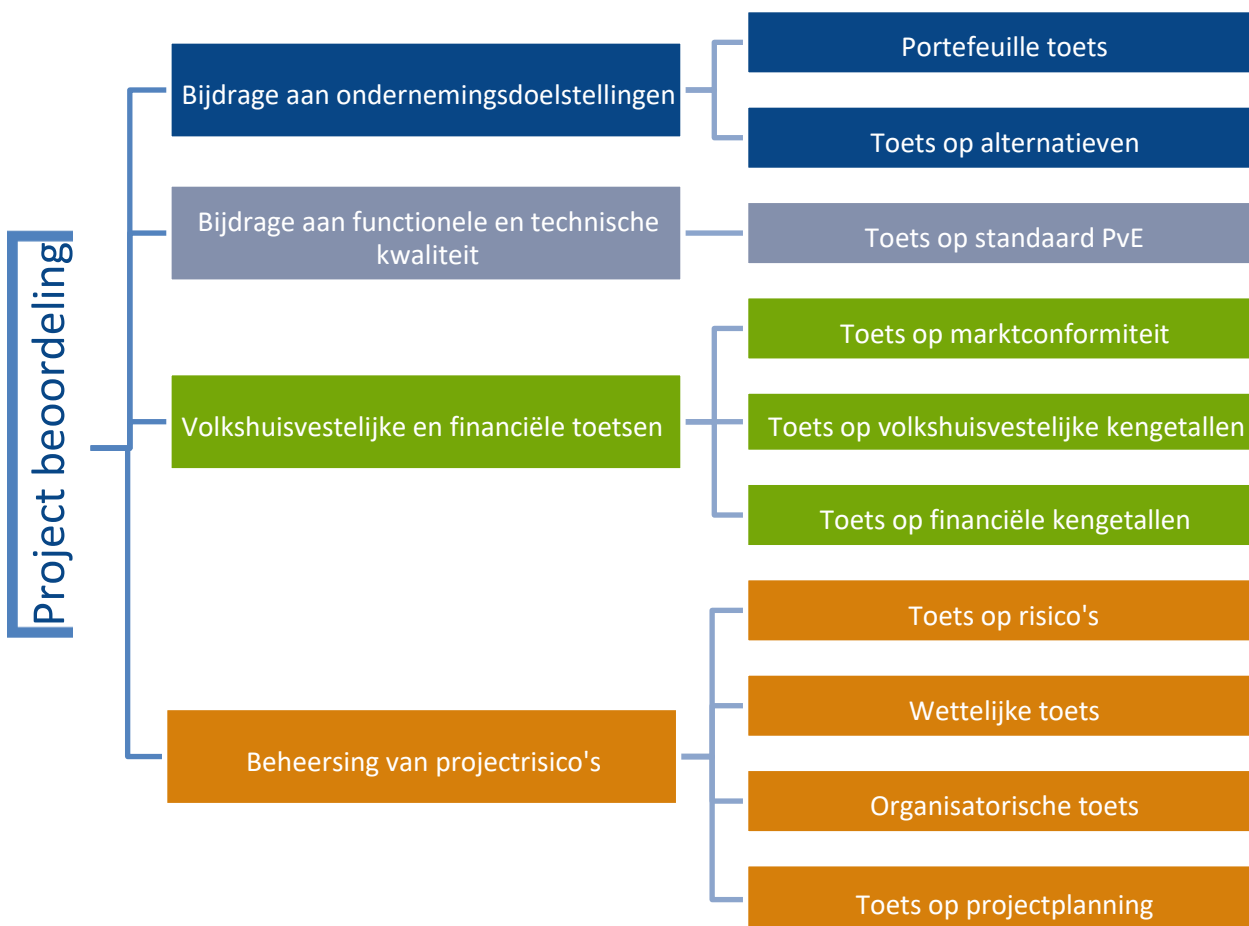 Project beoordeling
Bijdrage aan ondernemingsdoelstellingen
Portefeuille toets
Toets op alternatieven
Bijdrage aan functionele en technische
kwaliteit
Toets op standaard PvE
Volkshuisvestelijke en financiële toetsen
Toets op marktconformiteit
Toets op volkshuisvestelijke kengetallen
Toets op financiële kengetallen
Beheersing van projectrisico's
Toets op risico's
Wettelijke toets
Organisatorische toets
Toets op projectplanning